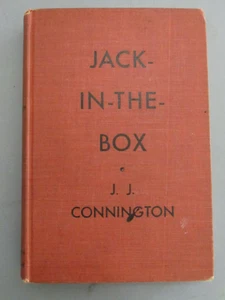 JACK-
IN-THE-
BOX
J. J.
CONNINGTON